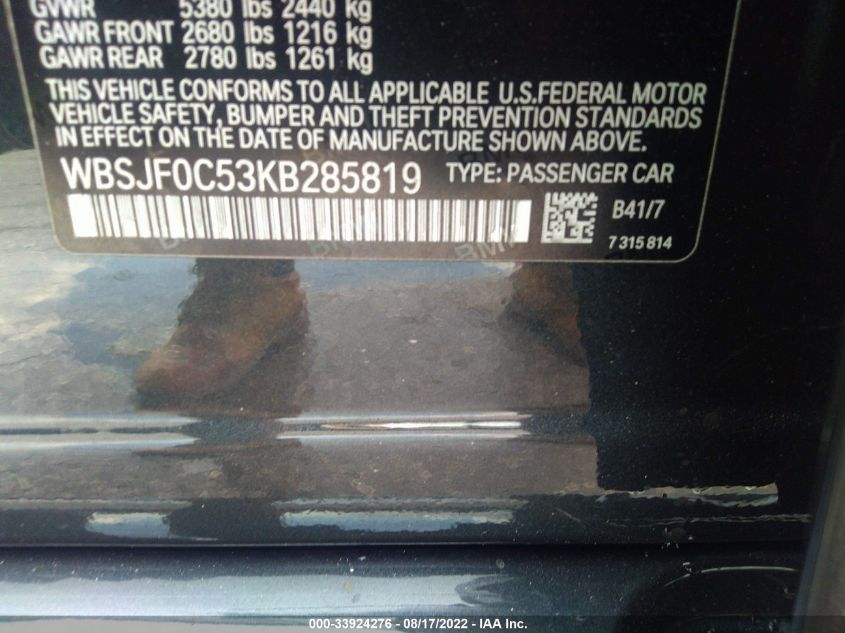 GVWR 5380 lbs 2440 kg
GAWR FRONT 2680 lbs 1216 kg
GAWR REAR 2780 lbs 1261 kg
THIS VEHICLE CONFORMS TO ALL APPLICABLE U.S.FEDERAL MOTOR
VEHICLE SAFETY, BUMPER AND THEFT PREVENTION STANDARDS
IN EFFECT ON THE DATE OF MANUFACTURE SHOWN ABOVE.
WBSJF0C53KB285819 TYPE: PASSENGER CAR
B41/7
7 315 814
000-33924276 - 08/17/2022 - IAA Inc.